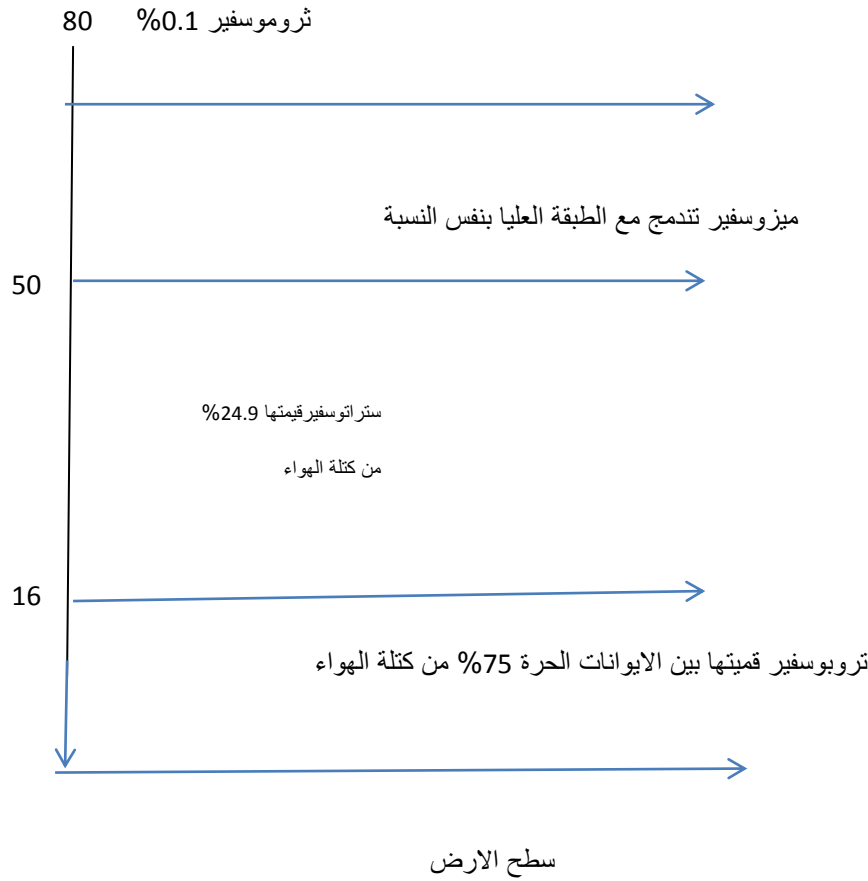 80 ثروموسفير 0.1%
ميزوسفير تندمج مع الطبقة العليا بنفس النسبة
50
ستراتوسفيرقيمتها 24.9%
من كتلة الهواء
16
تروبوسفير قميتها بين الايوانات الحرة 75% من كتلة الهواء
سطح الارض